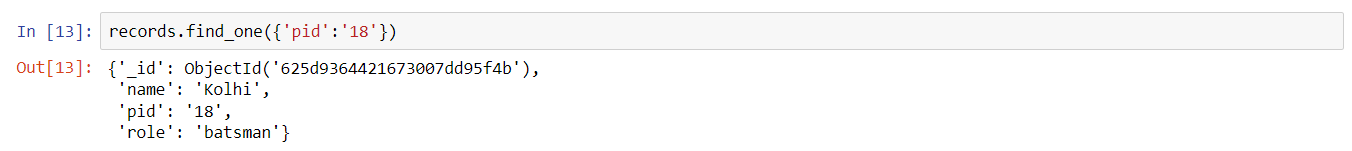 In [13]: records.find_one({'pid':'18'})
Out[13]: {'_id': ObjectId('625d9364421673007dd95f4b'),
'name': 'Kolhi',
'pid': '18',
'role': 'batsman'}